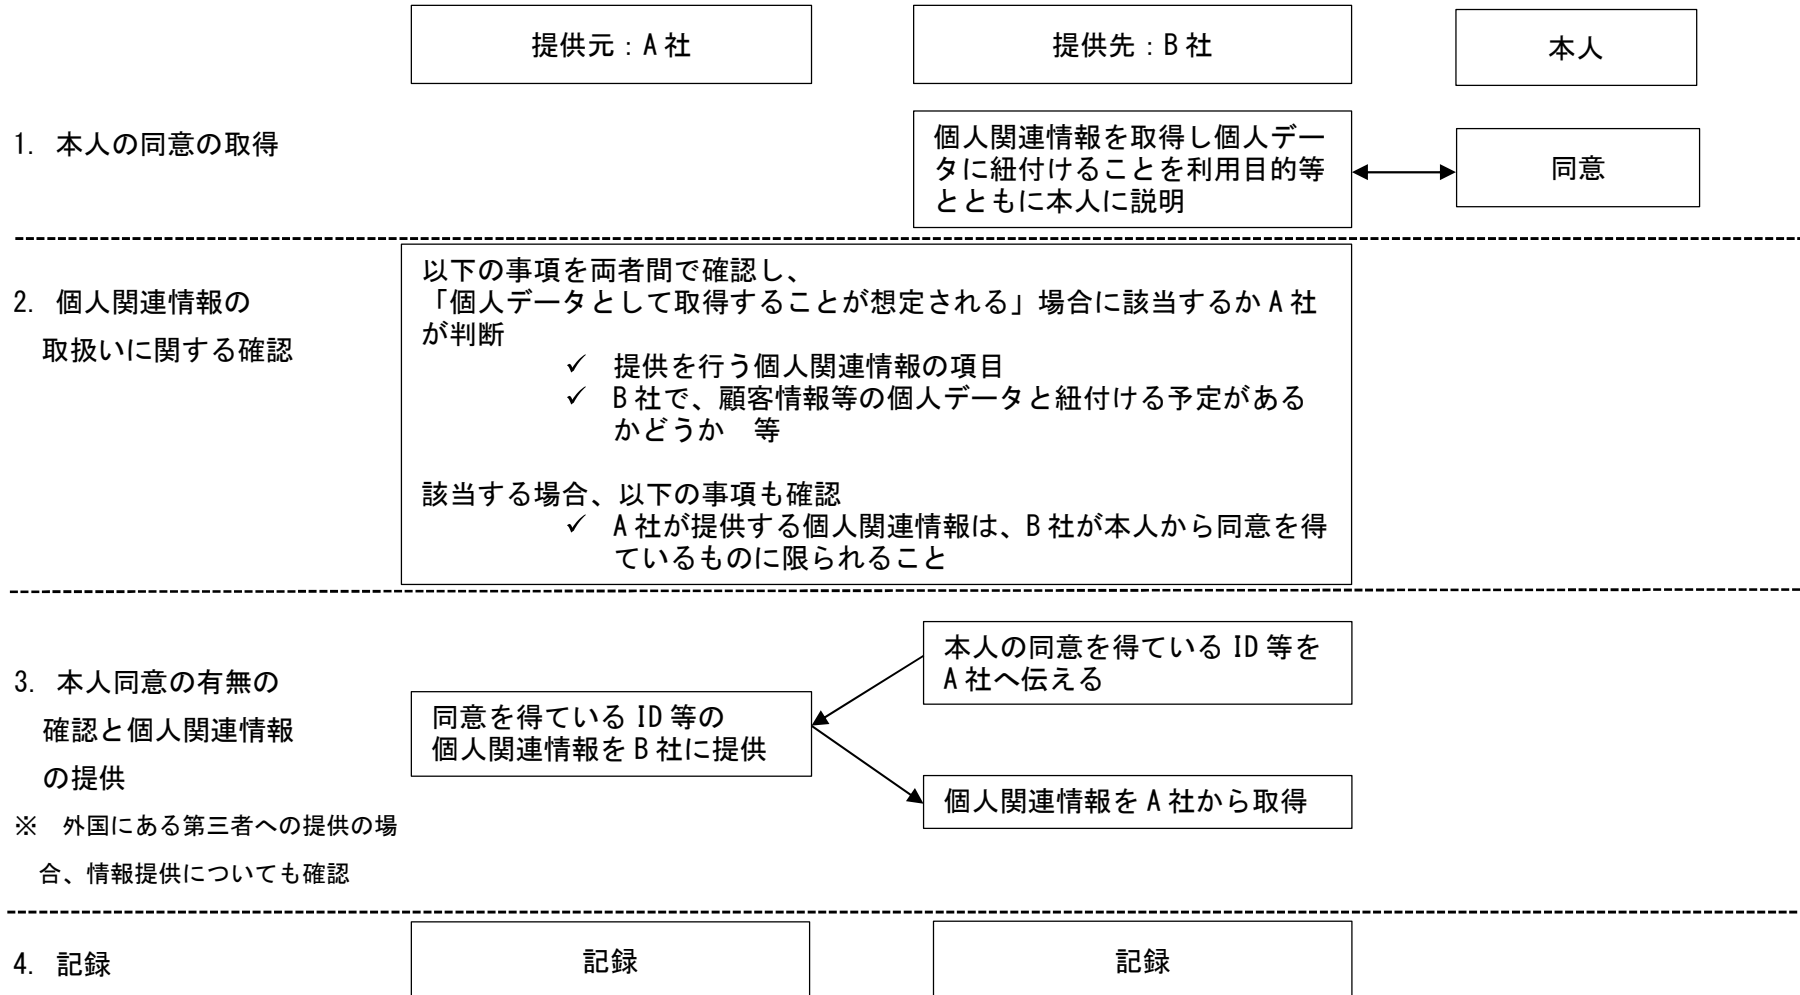 提供元：A社
提供先：B社
本人
1. 本人の同意の取得
個人関連情報を取得し個人デー
タに紐付けることを利用目的等
とともに本人に説明
同意
2. 個人関連情報の
取扱いに関する確認
以下の事項を両者間で確認し、
「個人データとして取得することが想定される」場合に該当するかA社
が判断
✓ 提供を行う個人関連情報の項目
✓ B社で、顧客情報等の個人データと紐付ける予定がある
かどうか　等
該当する場合、以下の事項も確認
✓ A社が提供する個人関連情報は、B社が本人から同意を得
ているものに限られること
3. 本人同意の有無の
確認と個人関連情報
の提供
※　外国にある第三者への提供の場
合、情報提供についても確認
本人の同意を得ているID等を
A社へ伝える
同意を得ているID等の
個人関連情報をB社に提供
個人関連情報をA社から取得
4. 記録
記録
記録